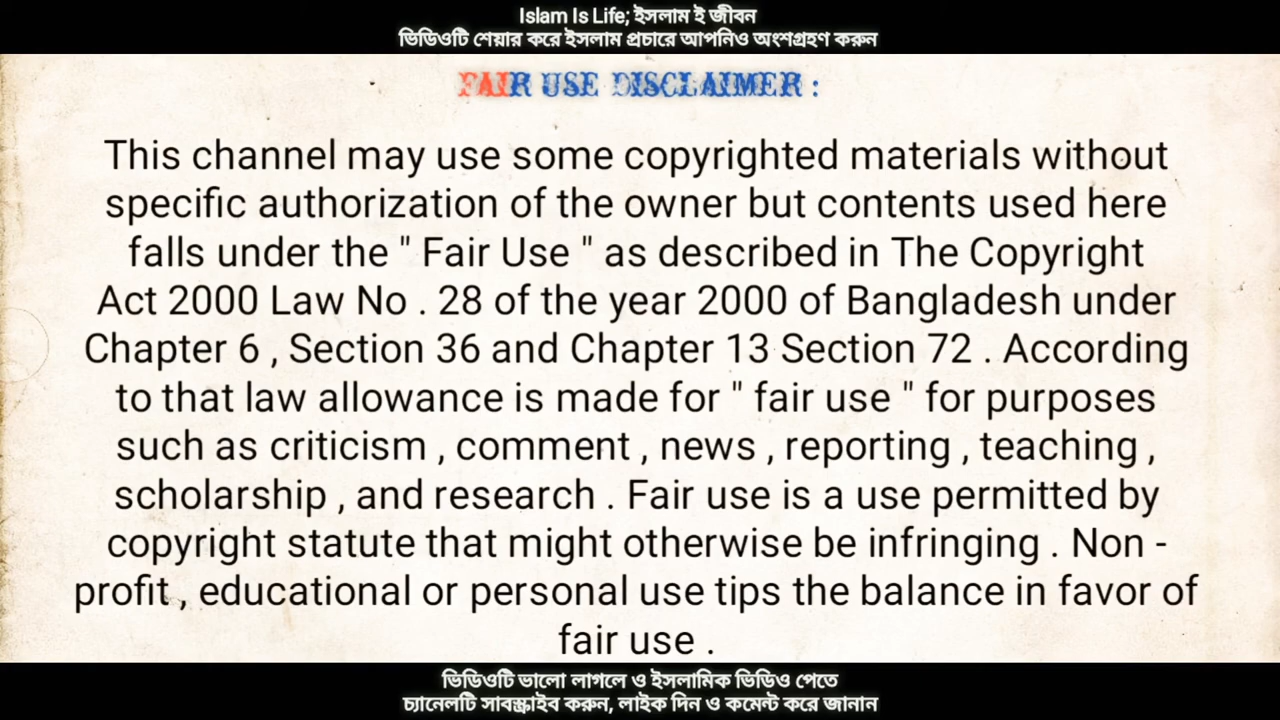 Islam Is Life; ইসলাম ই জীবন
ভিডিওটি শেয়ার করে ইসলাম প্রচারে আপনিও অংশগ্রহণ করুন
FAIR USE DISCLAIMER :
This channel may use some copyrighted materials without
specific authorization of the owner but contents used here
falls under the " Fair Use " as described in The Copyright
Act 2000 Law No . 28 of the year 2000 of Bangladesh under
Chapter 6 , Section 36 and Chapter 13 Section 72 . According
to that law allowance is made for " fair use " for purposes
such as criticism , comment , news , reporting , teaching ,
scholarship , and research . Fair use is a use permitted by
copyright statute that might otherwise be infringing . Non -
profit , educational or personal use tips the balance in favor of
fair use .
ভিডিওটি ভালো লাগলে ও ইসলামিক ভিডিও পেতে
চ্যানেলটি সাবস্ক্রাইব করুন, লাইক দিন ও কমেন্ট করে জানান